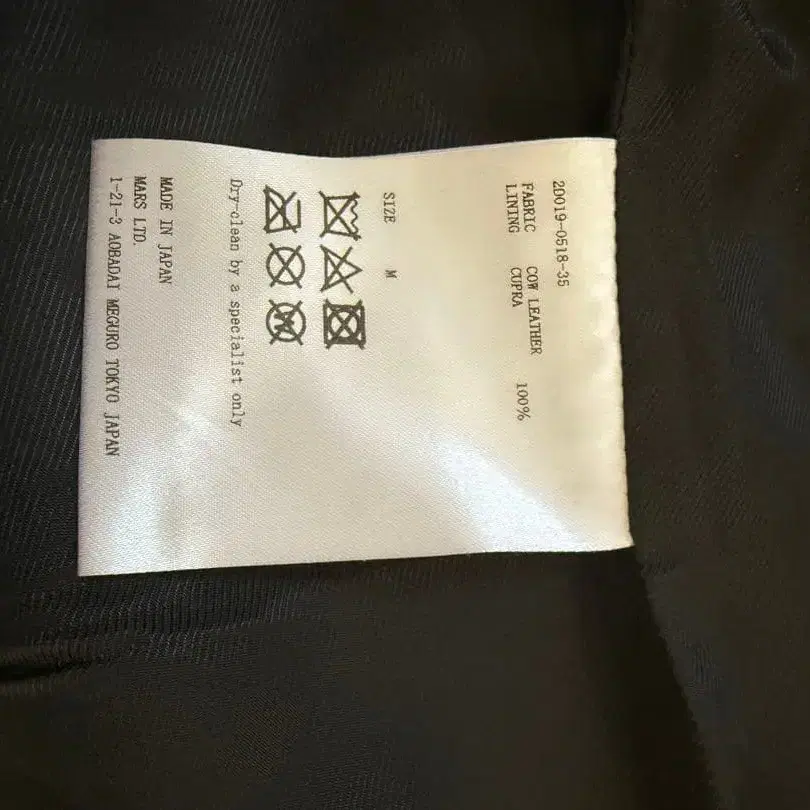 2D019-0518-35
FABRIC COW LEATHER 100%
LINING CUPRA
SIZE M
Dry-clean by a specialist only
MADE IN JAPAN
MARS LTD.
1-21-3 AOBADAI MEGURO TOKYO JAPAN